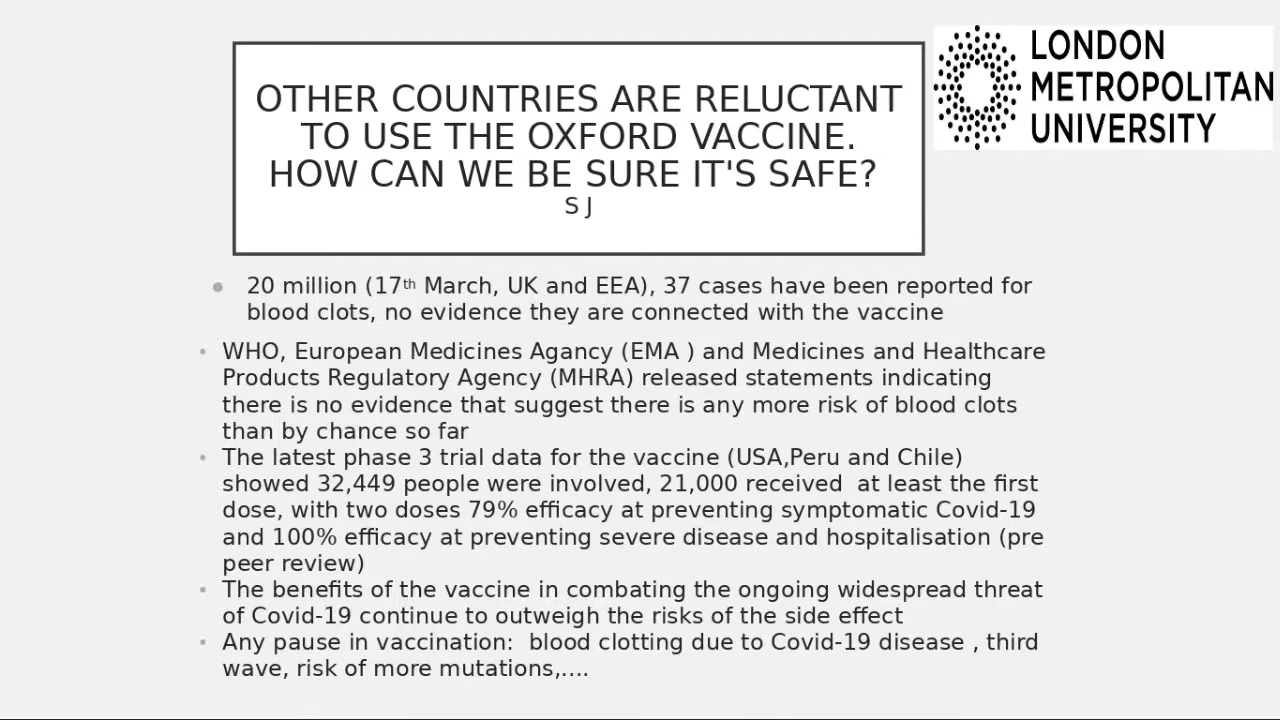 LONDON
METROPOLITAN
UNIVERSITY
OTHER COUNTRIES ARE RELUCTANT
TO USE THE OXFORD VACCINE.
HOW CAN WE BE SURE IT'S SAFE?
S J
• 20 million (17th March, UK and EEA), 37 cases have been reported for
blood clots, no evidence they are connected with the vaccine
• WHO, European Medicines Agancy (EMA ) and Medicines and Healthcare
Products Regulatory Agency (MHRA) released statements indicating
there is no evidence that suggest there is any more risk of blood clots
than by chance so far
• The latest phase 3 trial data for the vaccine (USA,Peru and Chile)
showed 32,449 people were involved, 21,000 received  at least the first
dose, with two doses 79% efficacy at preventing symptomatic Covid-19
and 100% efficacy at preventing severe disease and hospitalisation (pre
peer review)
• The benefits of the vaccine in combating the ongoing widespread threat
of Covid-19 continue to outweigh the risks of the side effect
• Any pause in vaccination:  blood clotting due to Covid-19 disease , third
wave, risk of more mutations,....